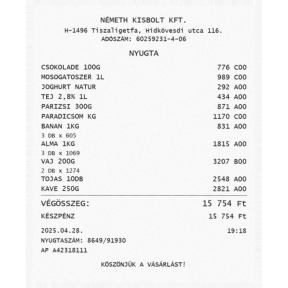 NÉMETH KISBOLT KFT.
H-1496 Tiszaligetfa, Hídkövesdi utca 116.
ADÓSZÁM: 60259231-4-06
NYUGTA
CSOKOLADE 100G 776 C00
MOSOGATOSZER 1L 989 C00
JOGHURT NATUR 292 A00
TEJ 2,8% 1L 434 A00
PARIZSI 300G 871 A00
PARADICSOM KG 1170 C00
BANAN 1KG 831 A00
3 DB x 605
ALMA 1KG 1815 A00
3 DB x 1069
VAJ 200G 3207 B00
2 DB x 1274
TOJAS 10DB 2548 A00
KAVE 250G 2821 A00
VÉGÖSSZEG: 15 754 Ft
KÉSZPÉNZ 15 754 Ft
2025.04.28. 19:18
NYUGTASZÁM: 8649/91930
AP A42318111
KÖSZÖNJÜK A VÁSÁRLÁST!